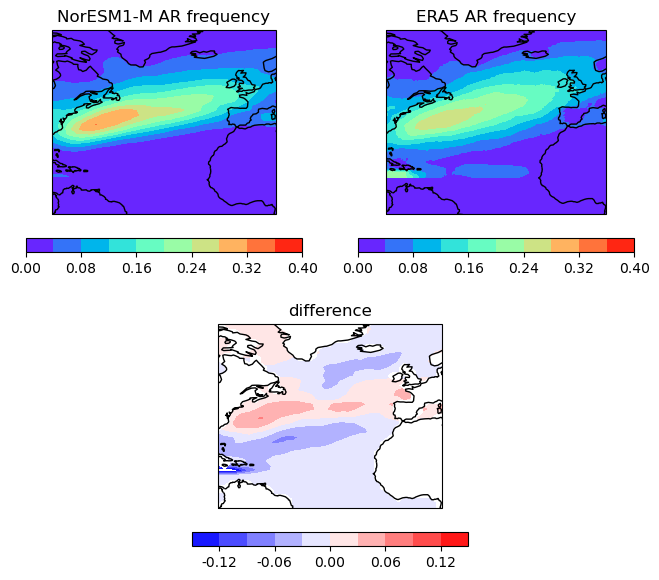 NorESM1-M AR frequency
ERA5 AR frequency
0.00 0.08 0.16 0.24 0.32 0.40
0.00 0.08 0.16 0.24 0.32 0.40
difference
-0.12 -0.06 0.00 0.06 0.12